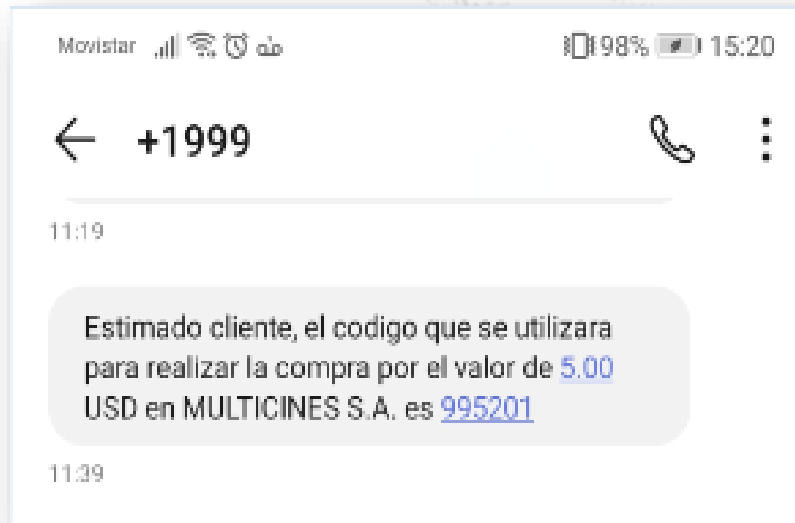 Movistar 98% 15:20
+1999
11:19
Estimado cliente, el codigo que se utilizara
para realizar la compra por el valor de 5.00
USD en MULTICINES S.A. es 995201
11:39